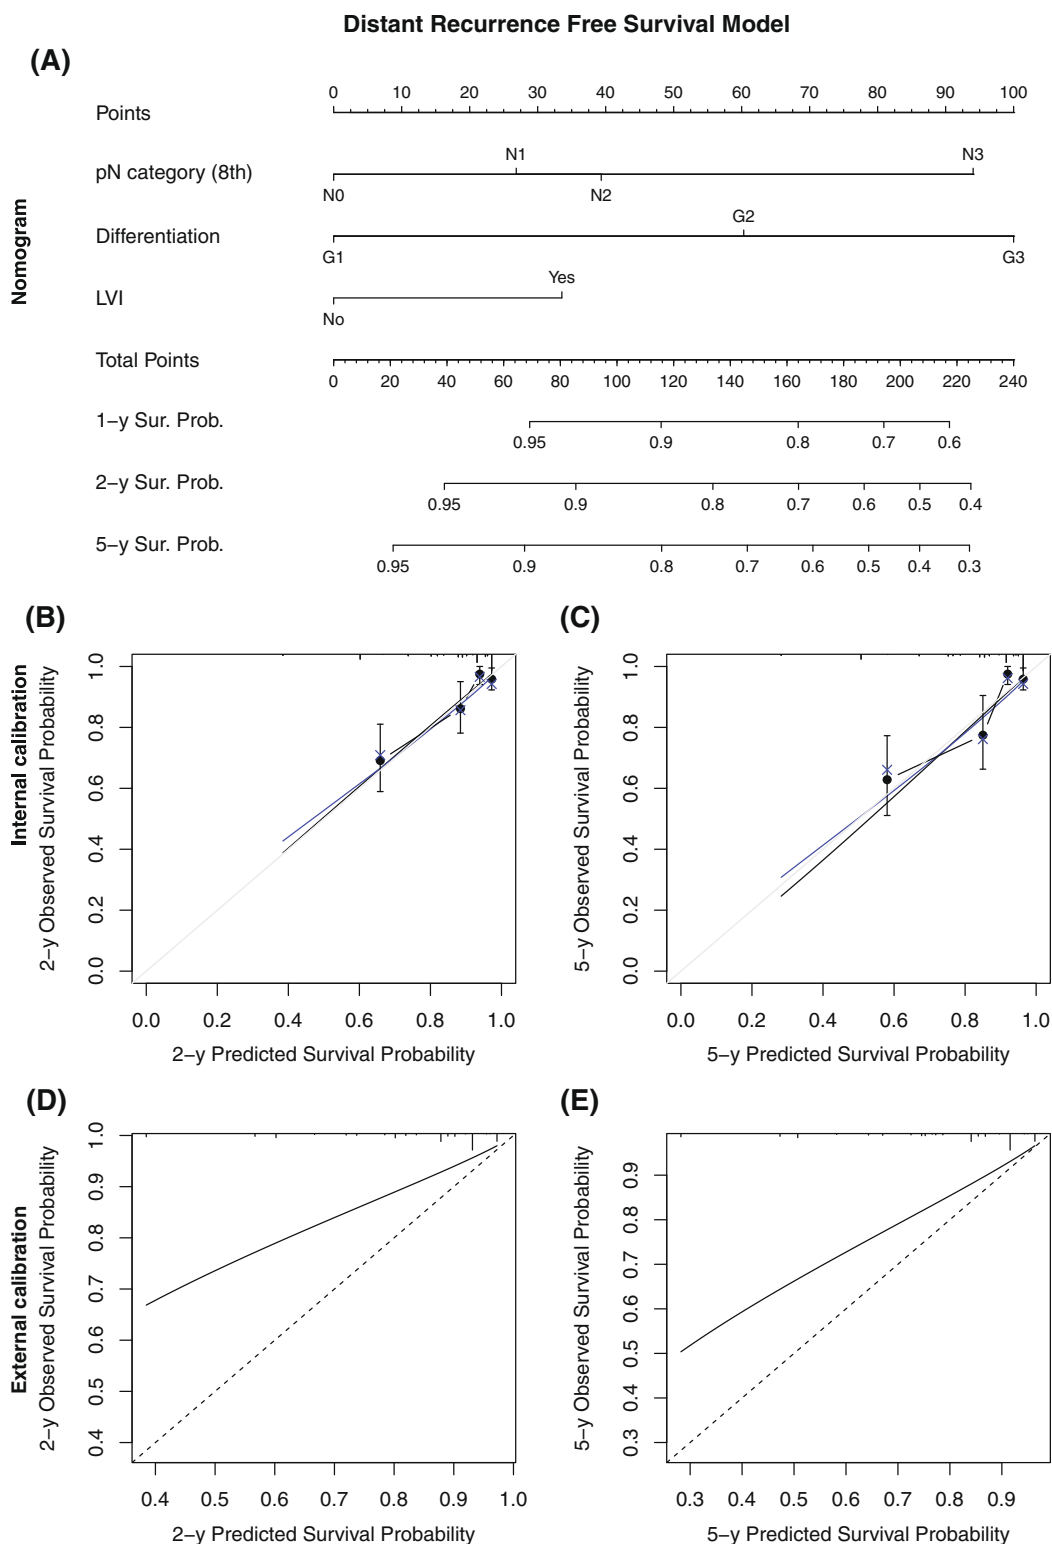 Distant Recurrence Free Survival Model
(A)
Nomogram
Points
0 10 20 30 40 50 60 70 80 90 100
pN category (8th)
N1 N3
N0 N2
Differentiation
G2
G1 G3
LVI
Yes
No
Total Points
0 20 40 60 80 100 120 140 160 180 200 220 240
1−y Sur. Prob.
0.95 0.9 0.8 0.7 0.6
2−y Sur. Prob.
0.95 0.9 0.8 0.7 0.6 0.5 0.4
5−y Sur. Prob.
0.95 0.9 0.8 0.7 0.6 0.5 0.4 0.3
(B)
Internal calibration
2−y Observed Survival Probability
0.0 0.2 0.4 0.6 0.8 1.0
0.0 0.2 0.4 0.6 0.8 1.0
2−y Predicted Survival Probability
(C)
5−y Observed Survival Probability
0.0 0.2 0.4 0.6 0.8 1.0
0.0 0.2 0.4 0.6 0.8 1.0
5−y Predicted Survival Probability
(D)
External calibration
2−y Observed Survival Probability
0.4 0.5 0.6 0.7 0.8 0.9 1.0
0.4 0.5 0.6 0.7 0.8 0.9 1.0
2−y Predicted Survival Probability
(E)
5−y Observed Survival Probability
0.3 0.4 0.5 0.6 0.7 0.8 0.9
0.3 0.4 0.5 0.6 0.7 0.8 0.9
5−y Predicted Survival Probability